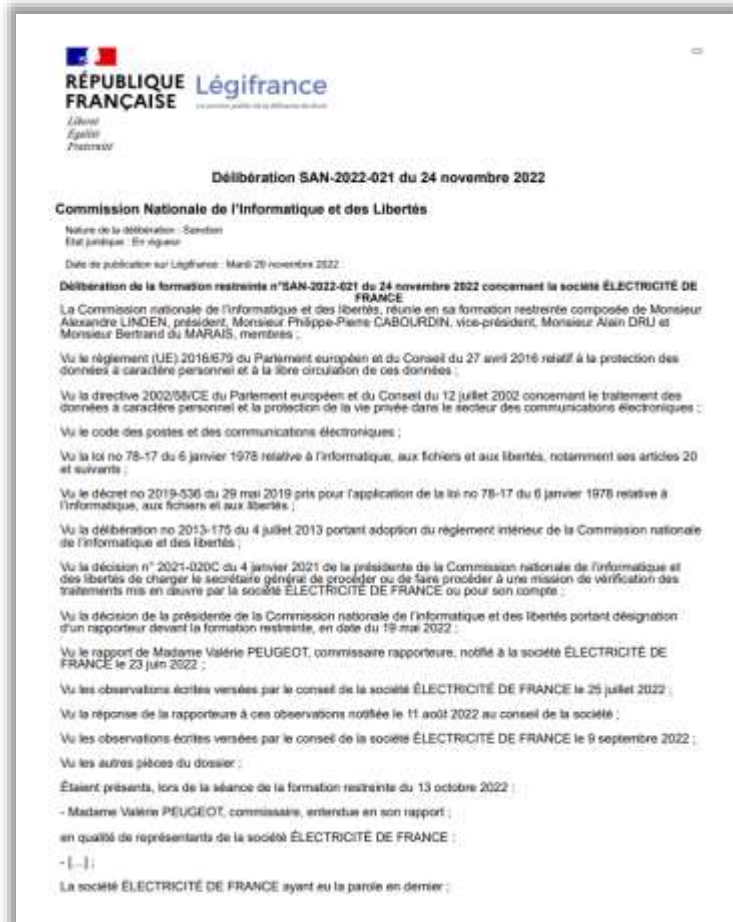 RÉPUBLIQUE
FRANÇAISE
Liberté
Égalité
Fraternité
Légifrance
Délibération SAN-2022-021 du 24 novembre 2022
Commission Nationale de l'Informatique et des Libertés
Nature de la délibération : Sanction
Etat juridique : En vigueur
Date de publication sur Légifrance : Mardi 29 novembre 2022
Délibération de la formation restreinte n°SAN-2022-021 du 24 novembre 2022 concernant la société ÉLECTRICITÉ DE
FRANCE
La Commission nationale de l'informatique et des libertés, réunie en sa formation restreinte composée de Monsieur
Alexandre LINDEN, président, Monsieur Philippe-Pierre CABOURDIN, vice-président, Monsieur Alain DRU et
Monsieur Bertrand du MARAIS, membres ;
Vu le règlement (UE) 2016/679 du Parlement européen et du Conseil du 27 avril 2016 relatif à la protection des
données à caractère personnel et à la libre circulation de ces données ;
Vu la directive 2002/58/CE du Parlement européen et du Conseil du 12 juillet 2002 concernant le traitement des
données à caractère personnel et la protection de la vie privée dans le secteur des communications électroniques ;
Vu le code des postes et des communications électroniques ;
Vu la loi no 78-17 du 6 janvier 1978 relative à l'informatique, aux fichiers et aux libertés, notamment ses articles 20
et suivants ;
Vu le décret no 2019-536 du 29 mai 2019 pris pour l'application de la loi no 78-17 du 6 janvier 1978 relative à
l'informatique, aux fichiers et aux libertés ;
Vu la délibération no 2013-175 du 4 juillet 2013 portant adoption du règlement intérieur de la Commission nationale
de l'informatique et des libertés ;
Vu la décision n° 2021-020C du 4 janvier 2021 de la présidente de la Commission nationale de l'informatique et
des libertés de charger le secrétaire général de procéder ou de faire procéder à une mission de vérification des
traitements mis en œuvre par la société ÉLECTRICITÉ DE FRANCE ou pour son compte ;
Vu la décision de la présidente de la Commission nationale de l'informatique et des libertés portant désignation
d'un rapporteur devant la formation restreinte, en date du 19 mai 2022 ;
Vu le rapport de Madame Valérie PEUGEOT, commissaire rapporteure, notifié à la société ÉLECTRICITÉ DE
FRANCE le 23 juin 2022 ;
Vu les observations écrites versées par le conseil de la société ÉLECTRICITÉ DE FRANCE le 25 juillet 2022 ;
Vu la réponse de la rapporteure à ces observations notifiée le 11 août 2022 au conseil de la société ;
Vu les observations écrites versées par le conseil de la société ÉLECTRICITÉ DE FRANCE le 9 septembre 2022 ;
Vu les autres pièces du dossier ;
Étaient présents, lors de la séance de la formation restreinte du 13 octobre 2022 :
- Madame Valérie PEUGEOT, commissaire, entendue en son rapport ;
en qualité de représentants de la société ÉLECTRICITÉ DE FRANCE :
- [...] ;
La société ÉLECTRICITÉ DE FRANCE ayant eu la parole en dernier ;